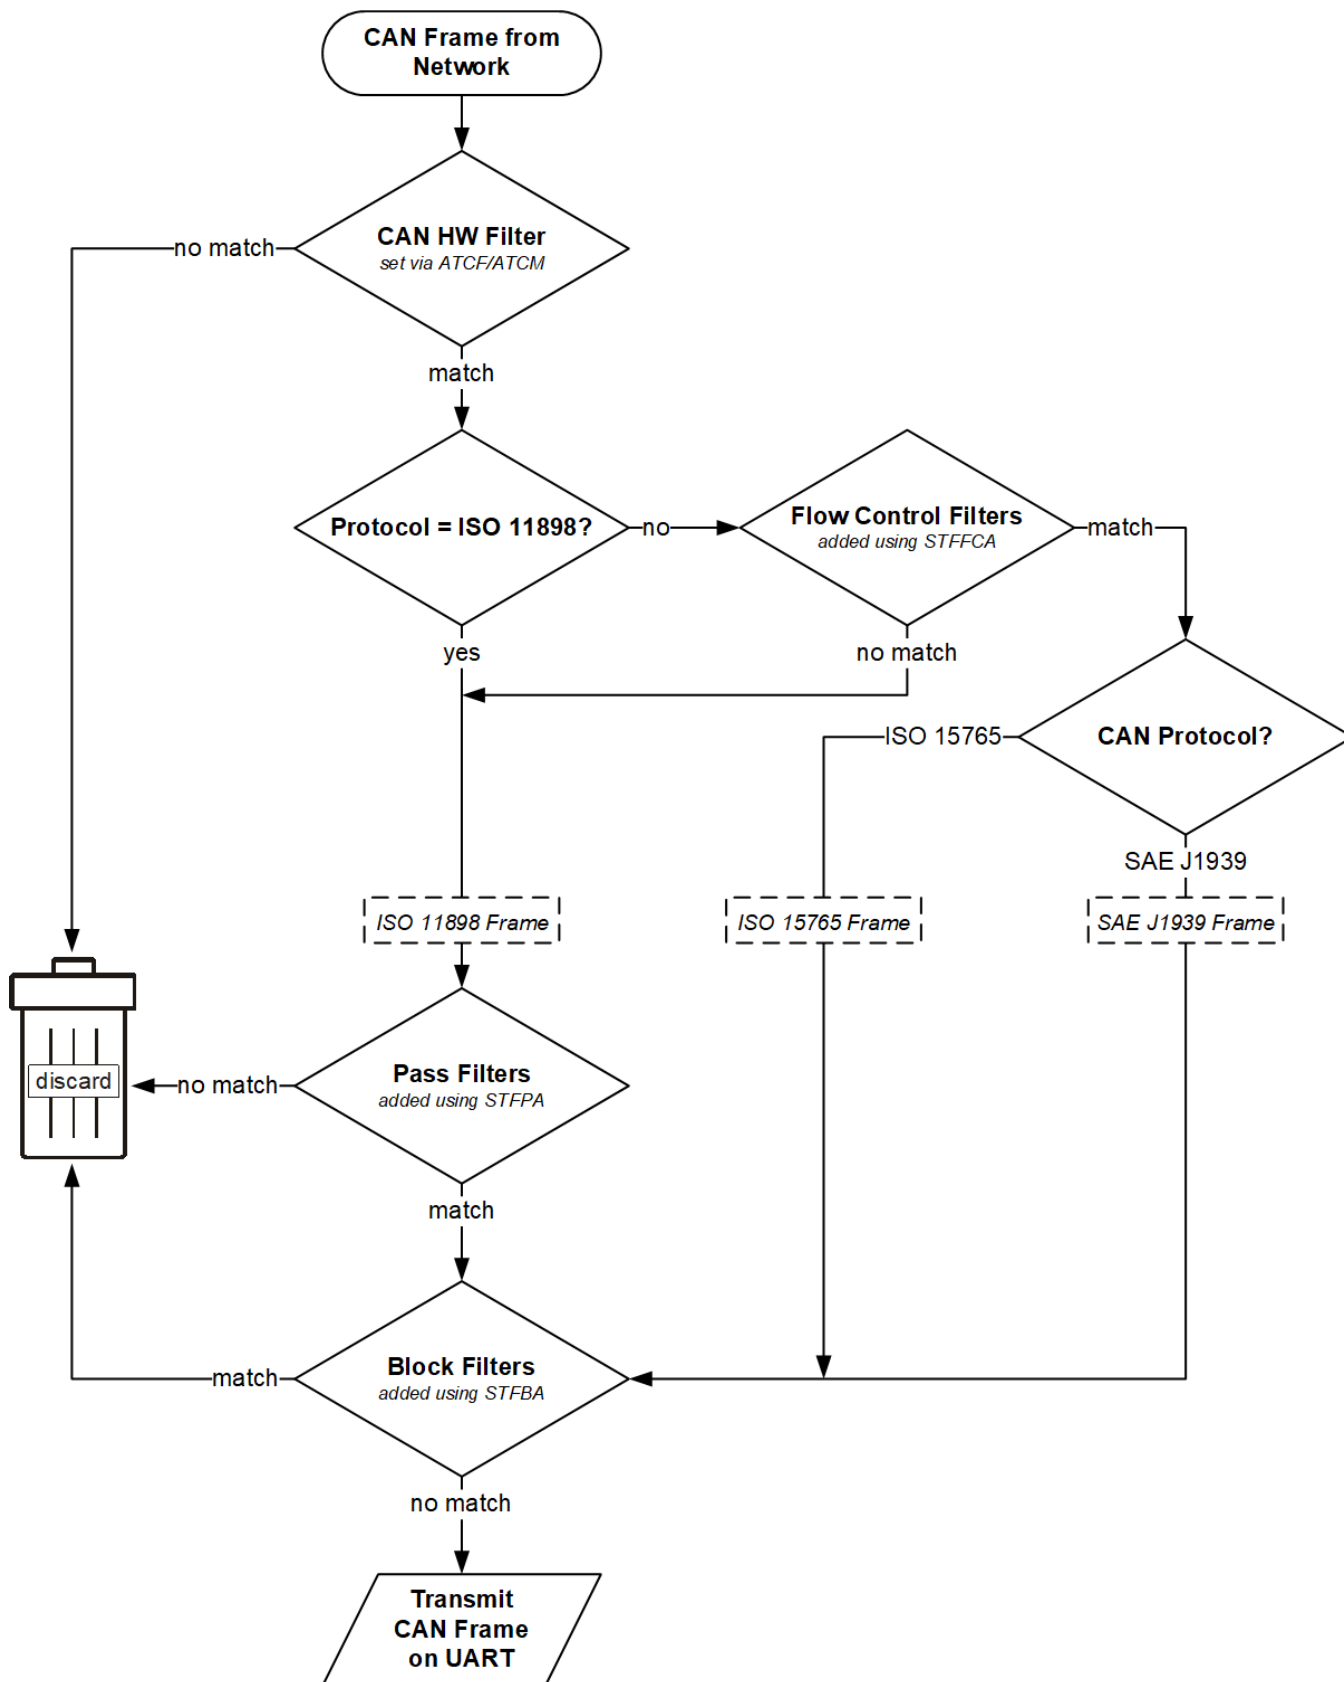 CAN Frame from
Network
no match
CAN HW Filter
set via ATCF/ATCM
match
Protocol = ISO 11898?
no
Flow Control Filters
added using STFFCA
match
yes
no match
ISO 15765
CAN Protocol?
SAE J1939
ISO 11898 Frame
ISO 15765 Frame
SAE J1939 Frame
discard
no match
Pass Filters
added using STFPA
match
match
Block Filters
added using STFBA
no match
Transmit
CAN Frame
on UART